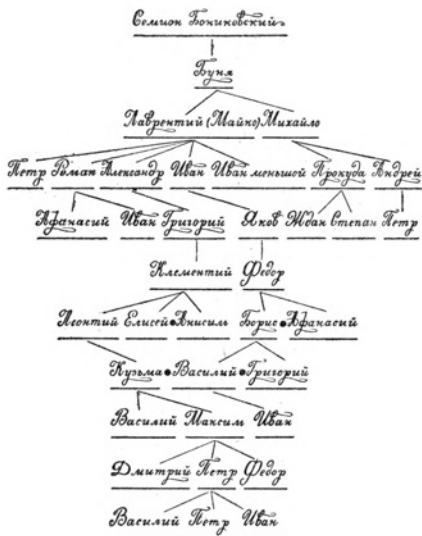 Семион Бониковскийъ
Буня
Лаврентий (Майко) Михайло
Петр Роман Александр Иван Иван меньшой Прокуда Андрей
Афанасий Иван Григорий Яков Ждан Степан Петр
Клементий Федор
Леонтий Елисей Анисиль Борис Афанасий
Кузьма Василий Григорий
Василий Максим Иван
Дмитрий Петр Федор
Василий Петр Иван